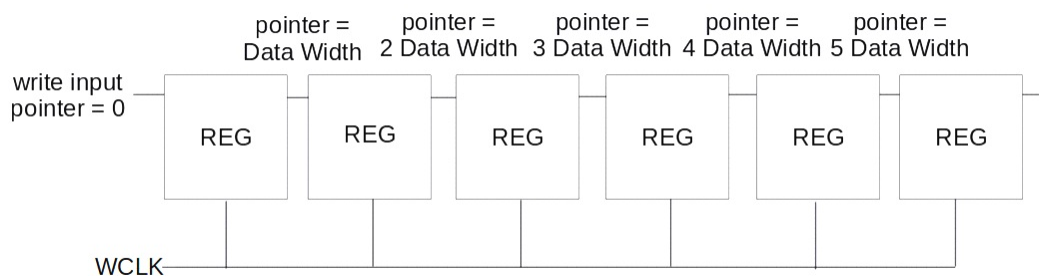 pointer =
Data Width
pointer =
2 Data Width
pointer =
3 Data Width
pointer =
4 Data Width
pointer =
5 Data Width
write input
pointer = 0
REG
REG
REG
REG
REG
REG
WCLK